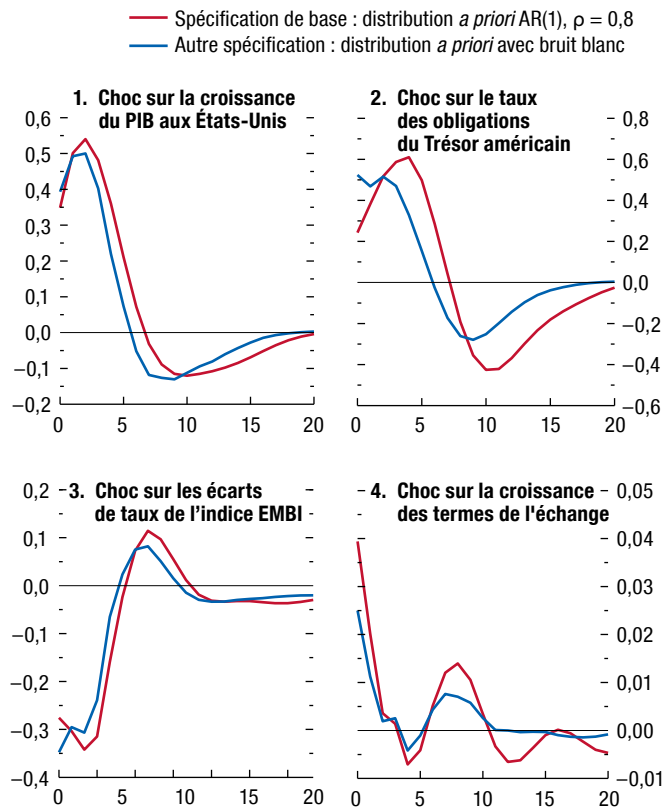 Spécification de base : distribution a priori AR(1), ρ = 0,8
Autre spécification : distribution a priori avec bruit blanc
1. Choc sur la croissance
du PIB aux États-Unis
0,6
0,5
0,4
0,3
0,2
0,1
0,0
−0,1
−0,2
0 5 10 15 20
2. Choc sur le taux
des obligations
du Trésor américain
0,8
0,6
0,4
0,2
0,0
−0,2
−0,4
−0,6
0 5 10 15 20
3. Choc sur les écarts
de taux de l’indice EMBI
0,2
0,1
0,0
−0,1
−0,2
−0,3
−0,4
0 5 10 15 20
4. Choc sur la croissance
des termes de l'échange
0,05
0,04
0,03
0,02
0,01
0,00
−0,01
0 5 10 15 20